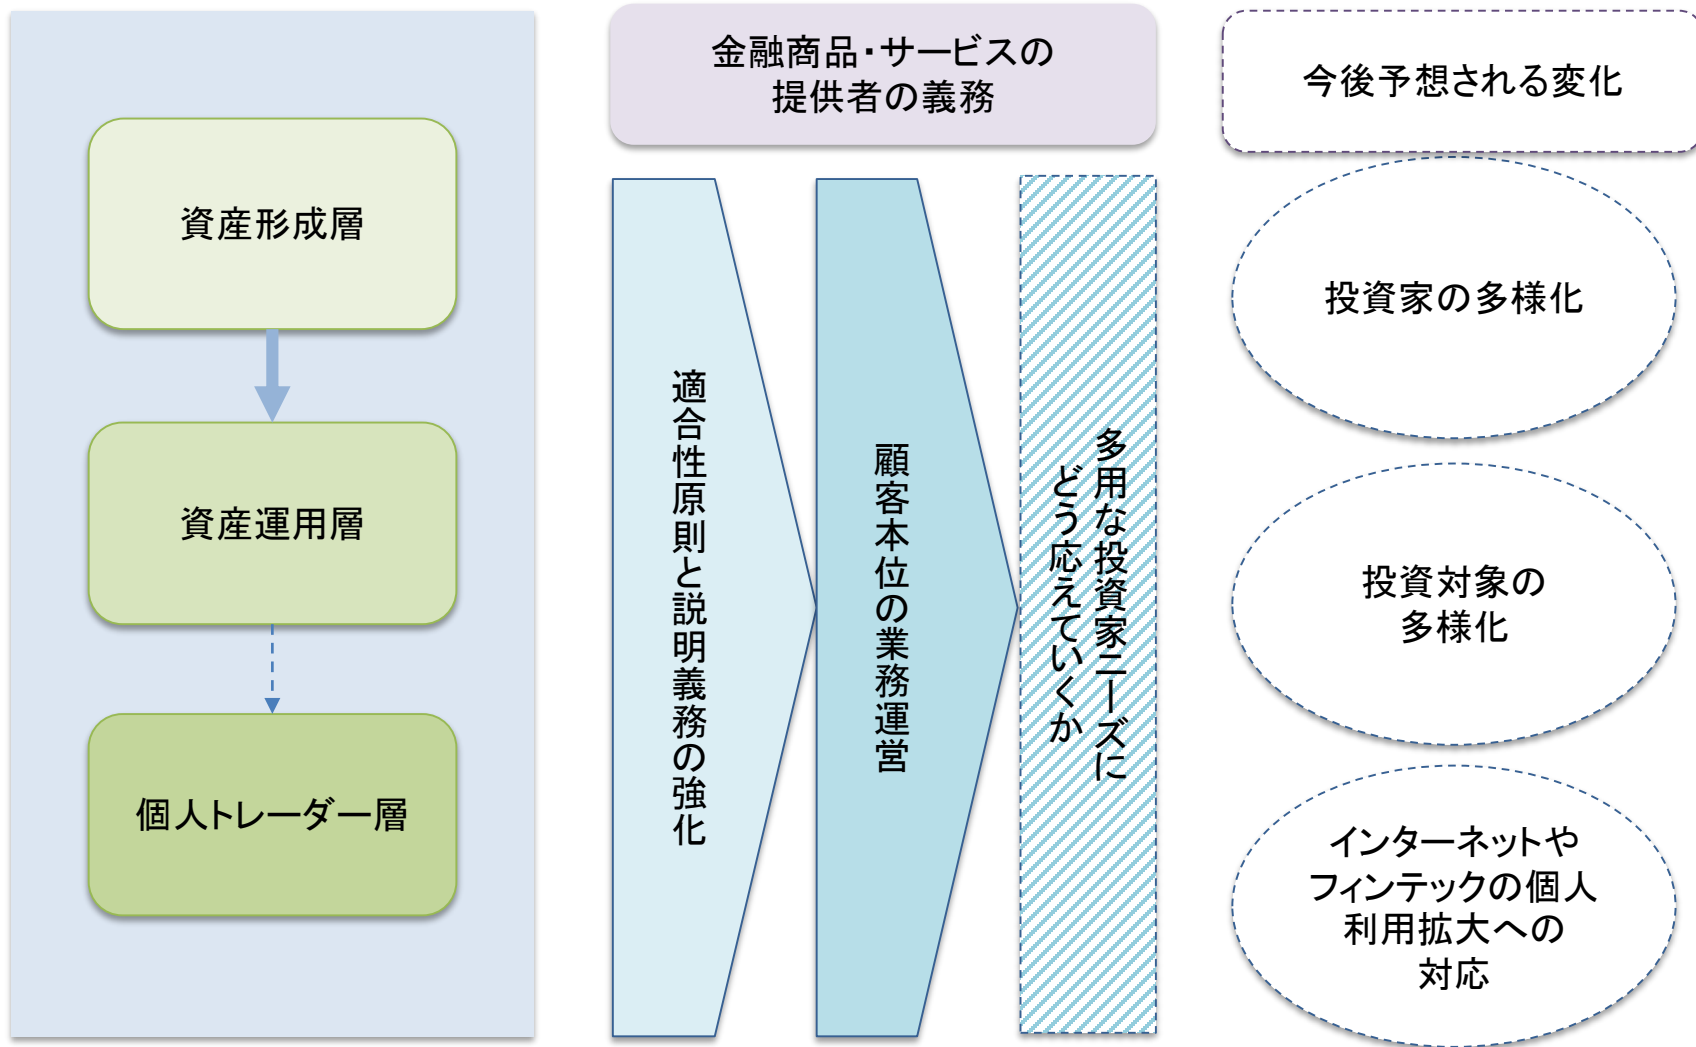 資産形成層
資産運用層
個人トレーダー層
金融商品・サービスの
提供者の義務
適合性原則と説明義務の強化
顧客本位の業務運営
多用な投資家ニーズに
どう応えていくか
今後予想される変化
投資家の多様化
投資対象の
多様化
インターネットや
フィンテックの個人
利用拡大への
対応